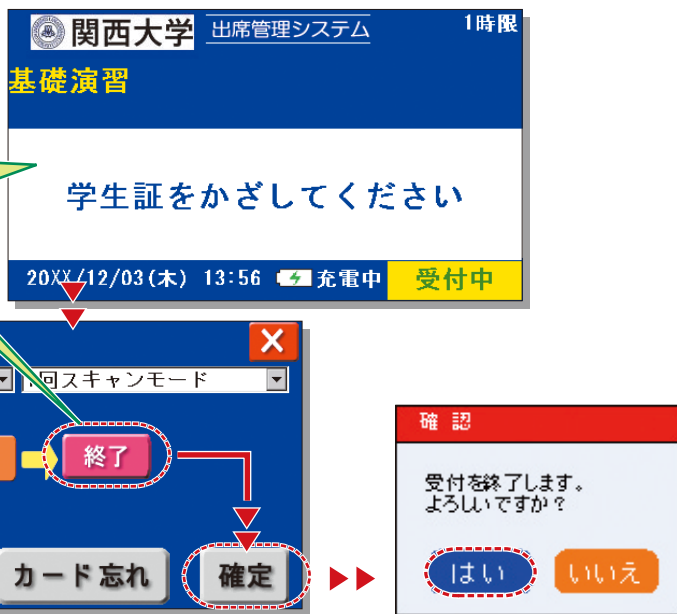 関西大学 出席管理システム 1時限
基礎演習
学生証をかざしてください
20XX/12/03(木) 13:56 充電中 受付中
回スキャンモード
終了
カード忘れ 確定
確認
受付を終了します。
よろしいですか?
はい いいえ